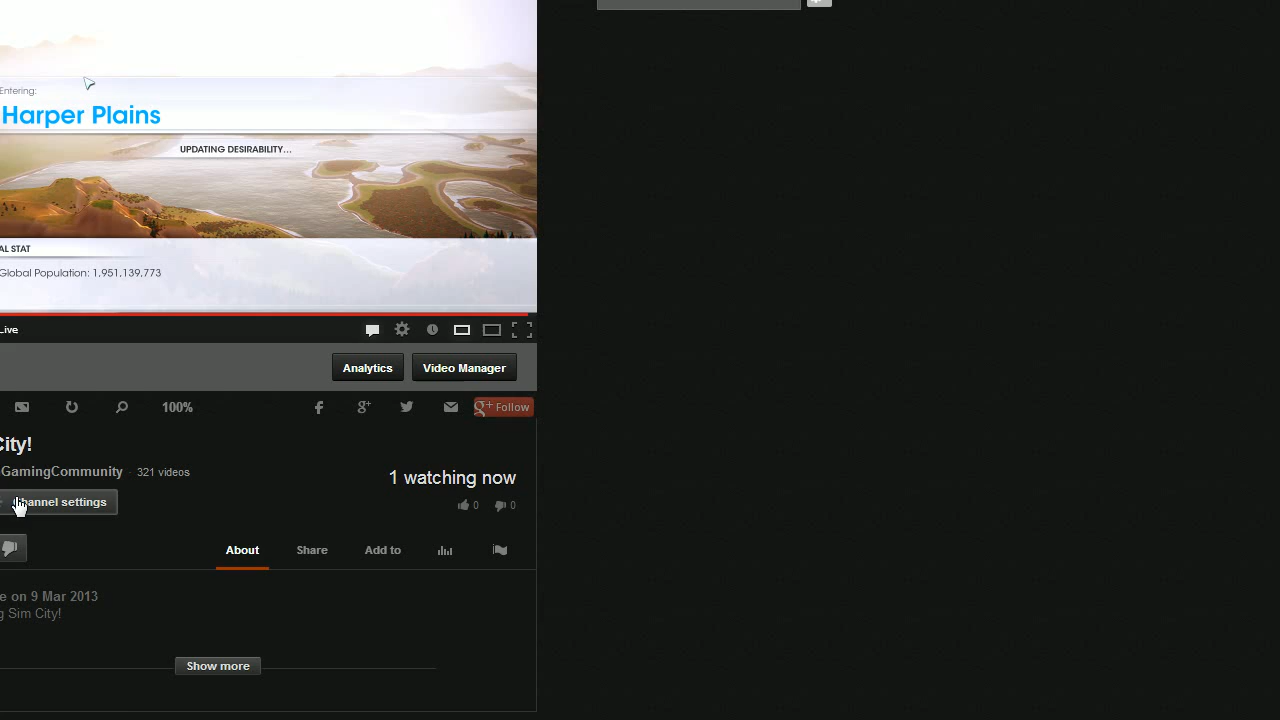 Entering:
Harper Plains
UPDATING DESIRABILITY...
AL STAT
Global Population: 1,951,139,773
Live
Analytics
Video Manager
100%
g+
g+ Follow
City!
GamingCommunity · 321 videos
1 watching now
Channel settings
0
0
About
Share
Add to
e on 9 Mar 2013
g Sim City!
Show more